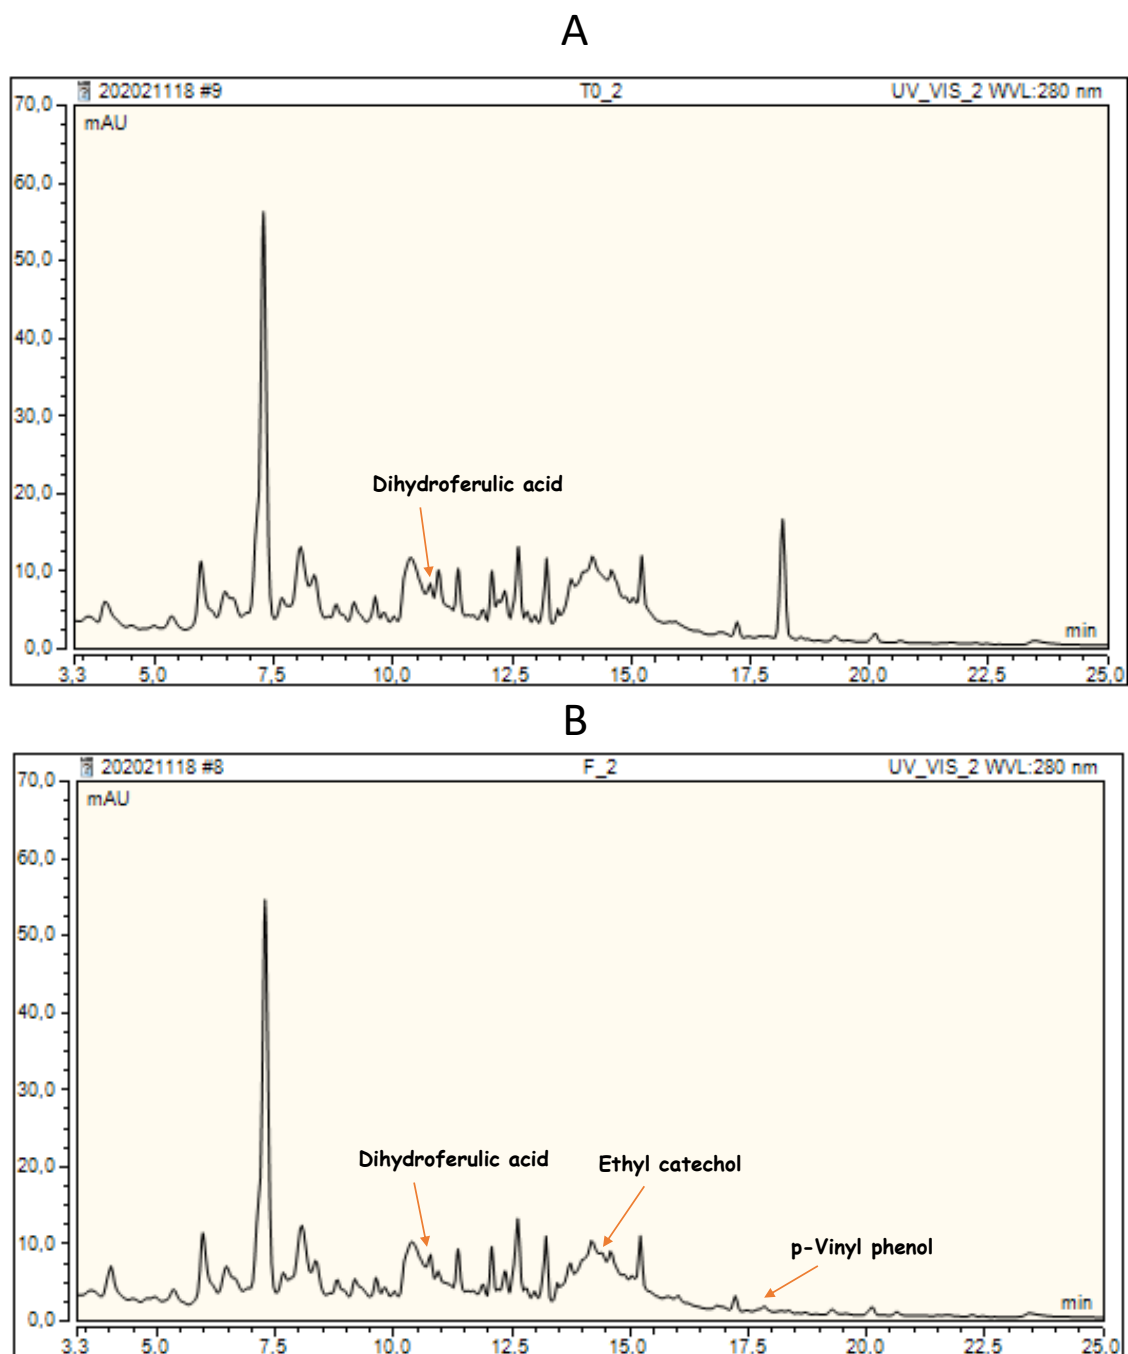 A
202021118 #9 T0_2 UV_VIS_2 WVL:280 nm
70,0
mAU
60,0
50,0
40,0
30,0
Dihydroferulic acid
20,0
10,0
0,0
min
3,3 5,0 7,5 10,0 12,5 15,0 17,5 20,0 22,5 25,0
B
202021118 #8 F_2 UV_VIS_2 WVL:280 nm
70,0
mAU
60,0
50,0
40,0
30,0
20,0
Dihydroferulic acid Ethyl catechol
10,0
p-Vinyl phenol
0,0
min
3,3 5,0 7,5 10,0 12,5 15,0 17,5 20,0 22,5 25,0